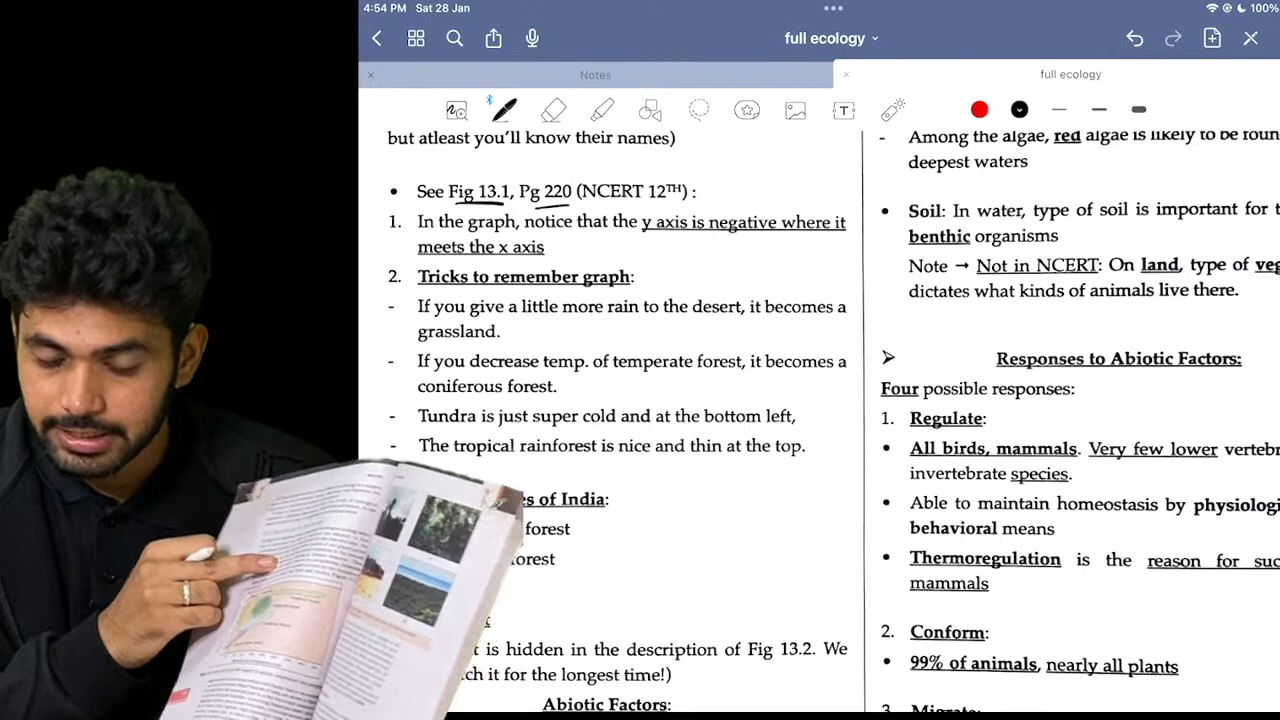 4:54 PM Sat 28 Jan
100%
full ecology
Notes
full ecology
T
but atleast you'll know their names)
• See Fig 13.1, Pg 220 (NCERT 12TH) :
1. In the graph, notice that the y axis is negative where it
meets the x axis
2. Tricks to remember graph:
- If you give a little more rain to the desert, it becomes a
grassland.
- If you decrease temp. of temperate forest, it becomes a
coniferous forest.
- Tundra is just super cold and at the bottom left,
- The tropical rainforest is nice and thin at the top.
es of India:
forest
forest
t is hidden in the description of Fig 13.2. We
ch it for the longest time!)
Abiotic Factors:
- Among the algae, red algae is likely to be foun
deepest waters
• Soil: In water, type of soil is important for t
benthic organisms
Note → Not in NCERT: On land, type of veg
dictates what kinds of animals live there.
➢ Responses to Abiotic Factors:
Four possible responses:
1. Regulate:
• All birds, mammals. Very few lower vertebr
invertebrate species.
• Able to maintain homeostasis by physiologi
behavioral means
• Thermoregulation is the reason for suc
mammals
2. Conform:
• 99% of animals, nearly all plants
3. Migrate: